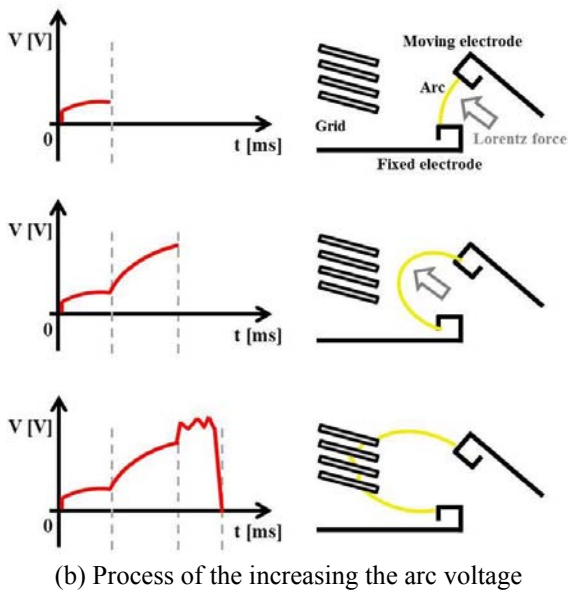 V [V]
0
t [ms]
Moving electrode
Arc
Grid
Lorentz force
Fixed electrode
V [V]
0
t [ms]
V [V]
0
t [ms]
(b) Process of the increasing the arc voltage